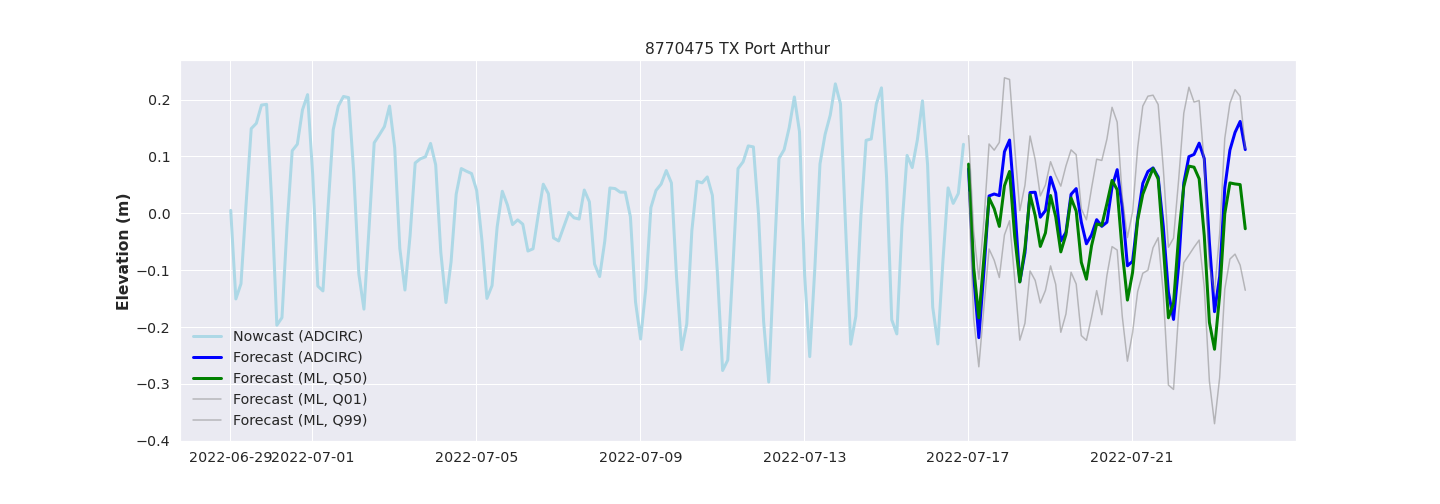 8770475 TX Port Arthur
Elevation (m)
0.2
0.1
0.0
−0.1
−0.2
−0.3
−0.4
Nowcast (ADCIRC)
Forecast (ADCIRC)
Forecast (ML, Q50)
Forecast (ML, Q01)
Forecast (ML, Q99)
2022-06-29 2022-07-01 2022-07-05 2022-07-09 2022-07-13 2022-07-17 2022-07-21